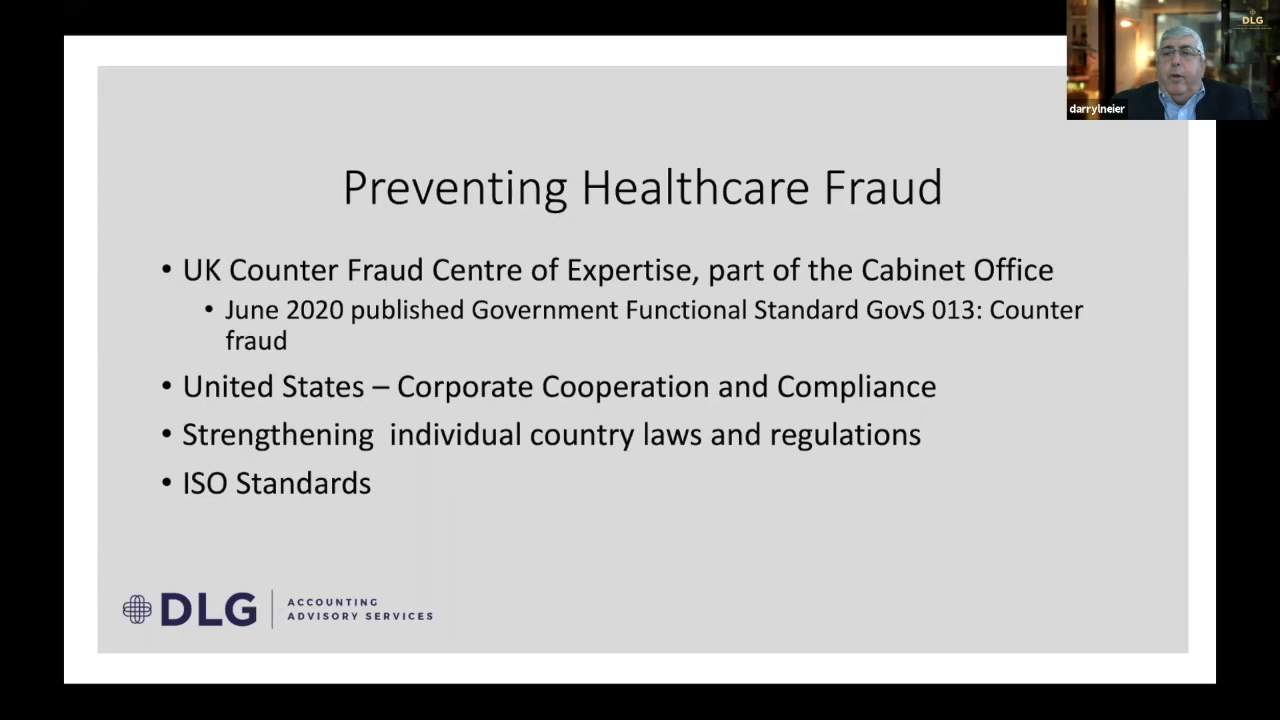 DLG
darrylneier
Preventing Healthcare Fraud
• UK Counter Fraud Centre of Expertise, part of the Cabinet Office
• June 2020 published Government Functional Standard GovS 013: Counter
fraud
• United States – Corporate Cooperation and Compliance
• Strengthening  individual country laws and regulations
• ISO Standards
DLG
ACCOUNTING
ADVISORY SERVICES